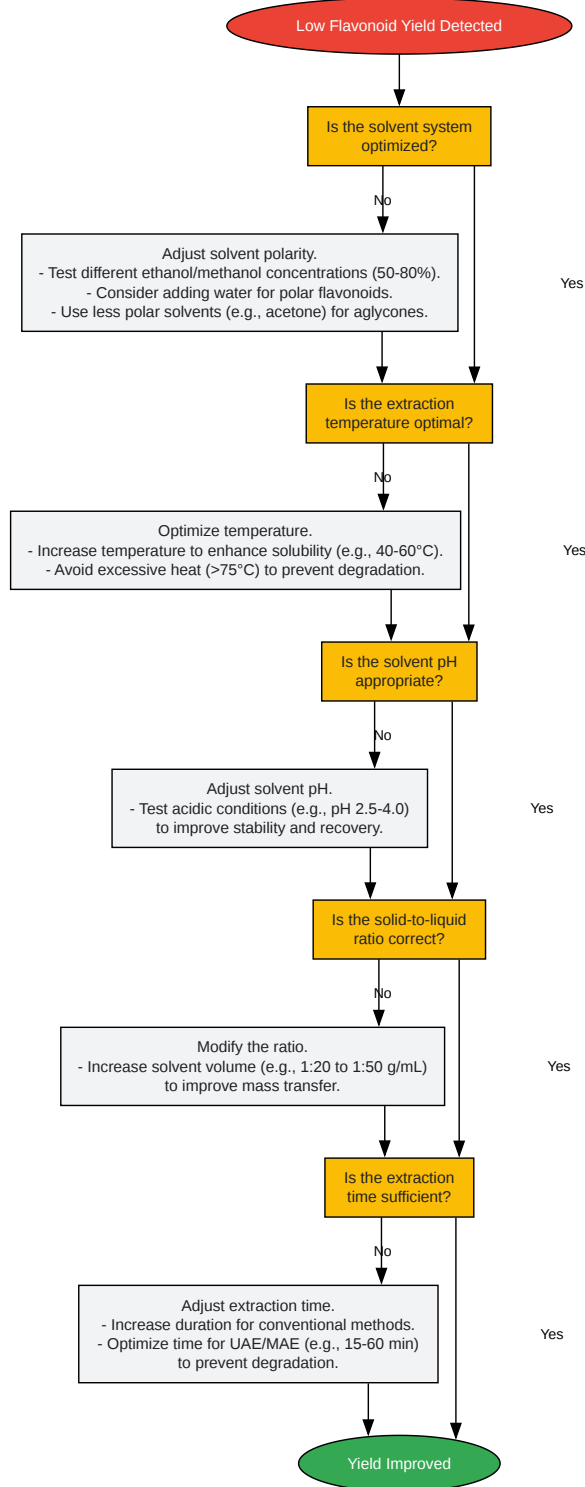 Low Flavonoid Yield Detected
Is the solvent system
optimized?
No
Adjust solvent polarity.
- Test different ethanol/methanol concentrations (50-80%).
- Consider adding water for polar flavonoids.
- Use less polar solvents (e.g., acetone) for aglycones.
Yes
Is the extraction
temperature optimal?
No
Optimize temperature.
- Increase temperature to enhance solubility (e.g., 40-60°C).
- Avoid excessive heat (>75°C) to prevent degradation.
Yes
Is the solvent pH
appropriate?
No
Adjust solvent pH.
- Test acidic conditions (e.g., pH 2.5-4.0)
to improve stability and recovery.
Yes
Is the solid-to-liquid
ratio correct?
No
Modify the ratio.
- Increase solvent volume (e.g., 1:20 to 1:50 g/mL)
to improve mass transfer.
Yes
Is the extraction
time sufficient?
No
Adjust extraction time.
- Increase duration for conventional methods.
- Optimize time for UAE/MAE (e.g., 15-60 min)
to prevent degradation.
Yes
Yield Improved